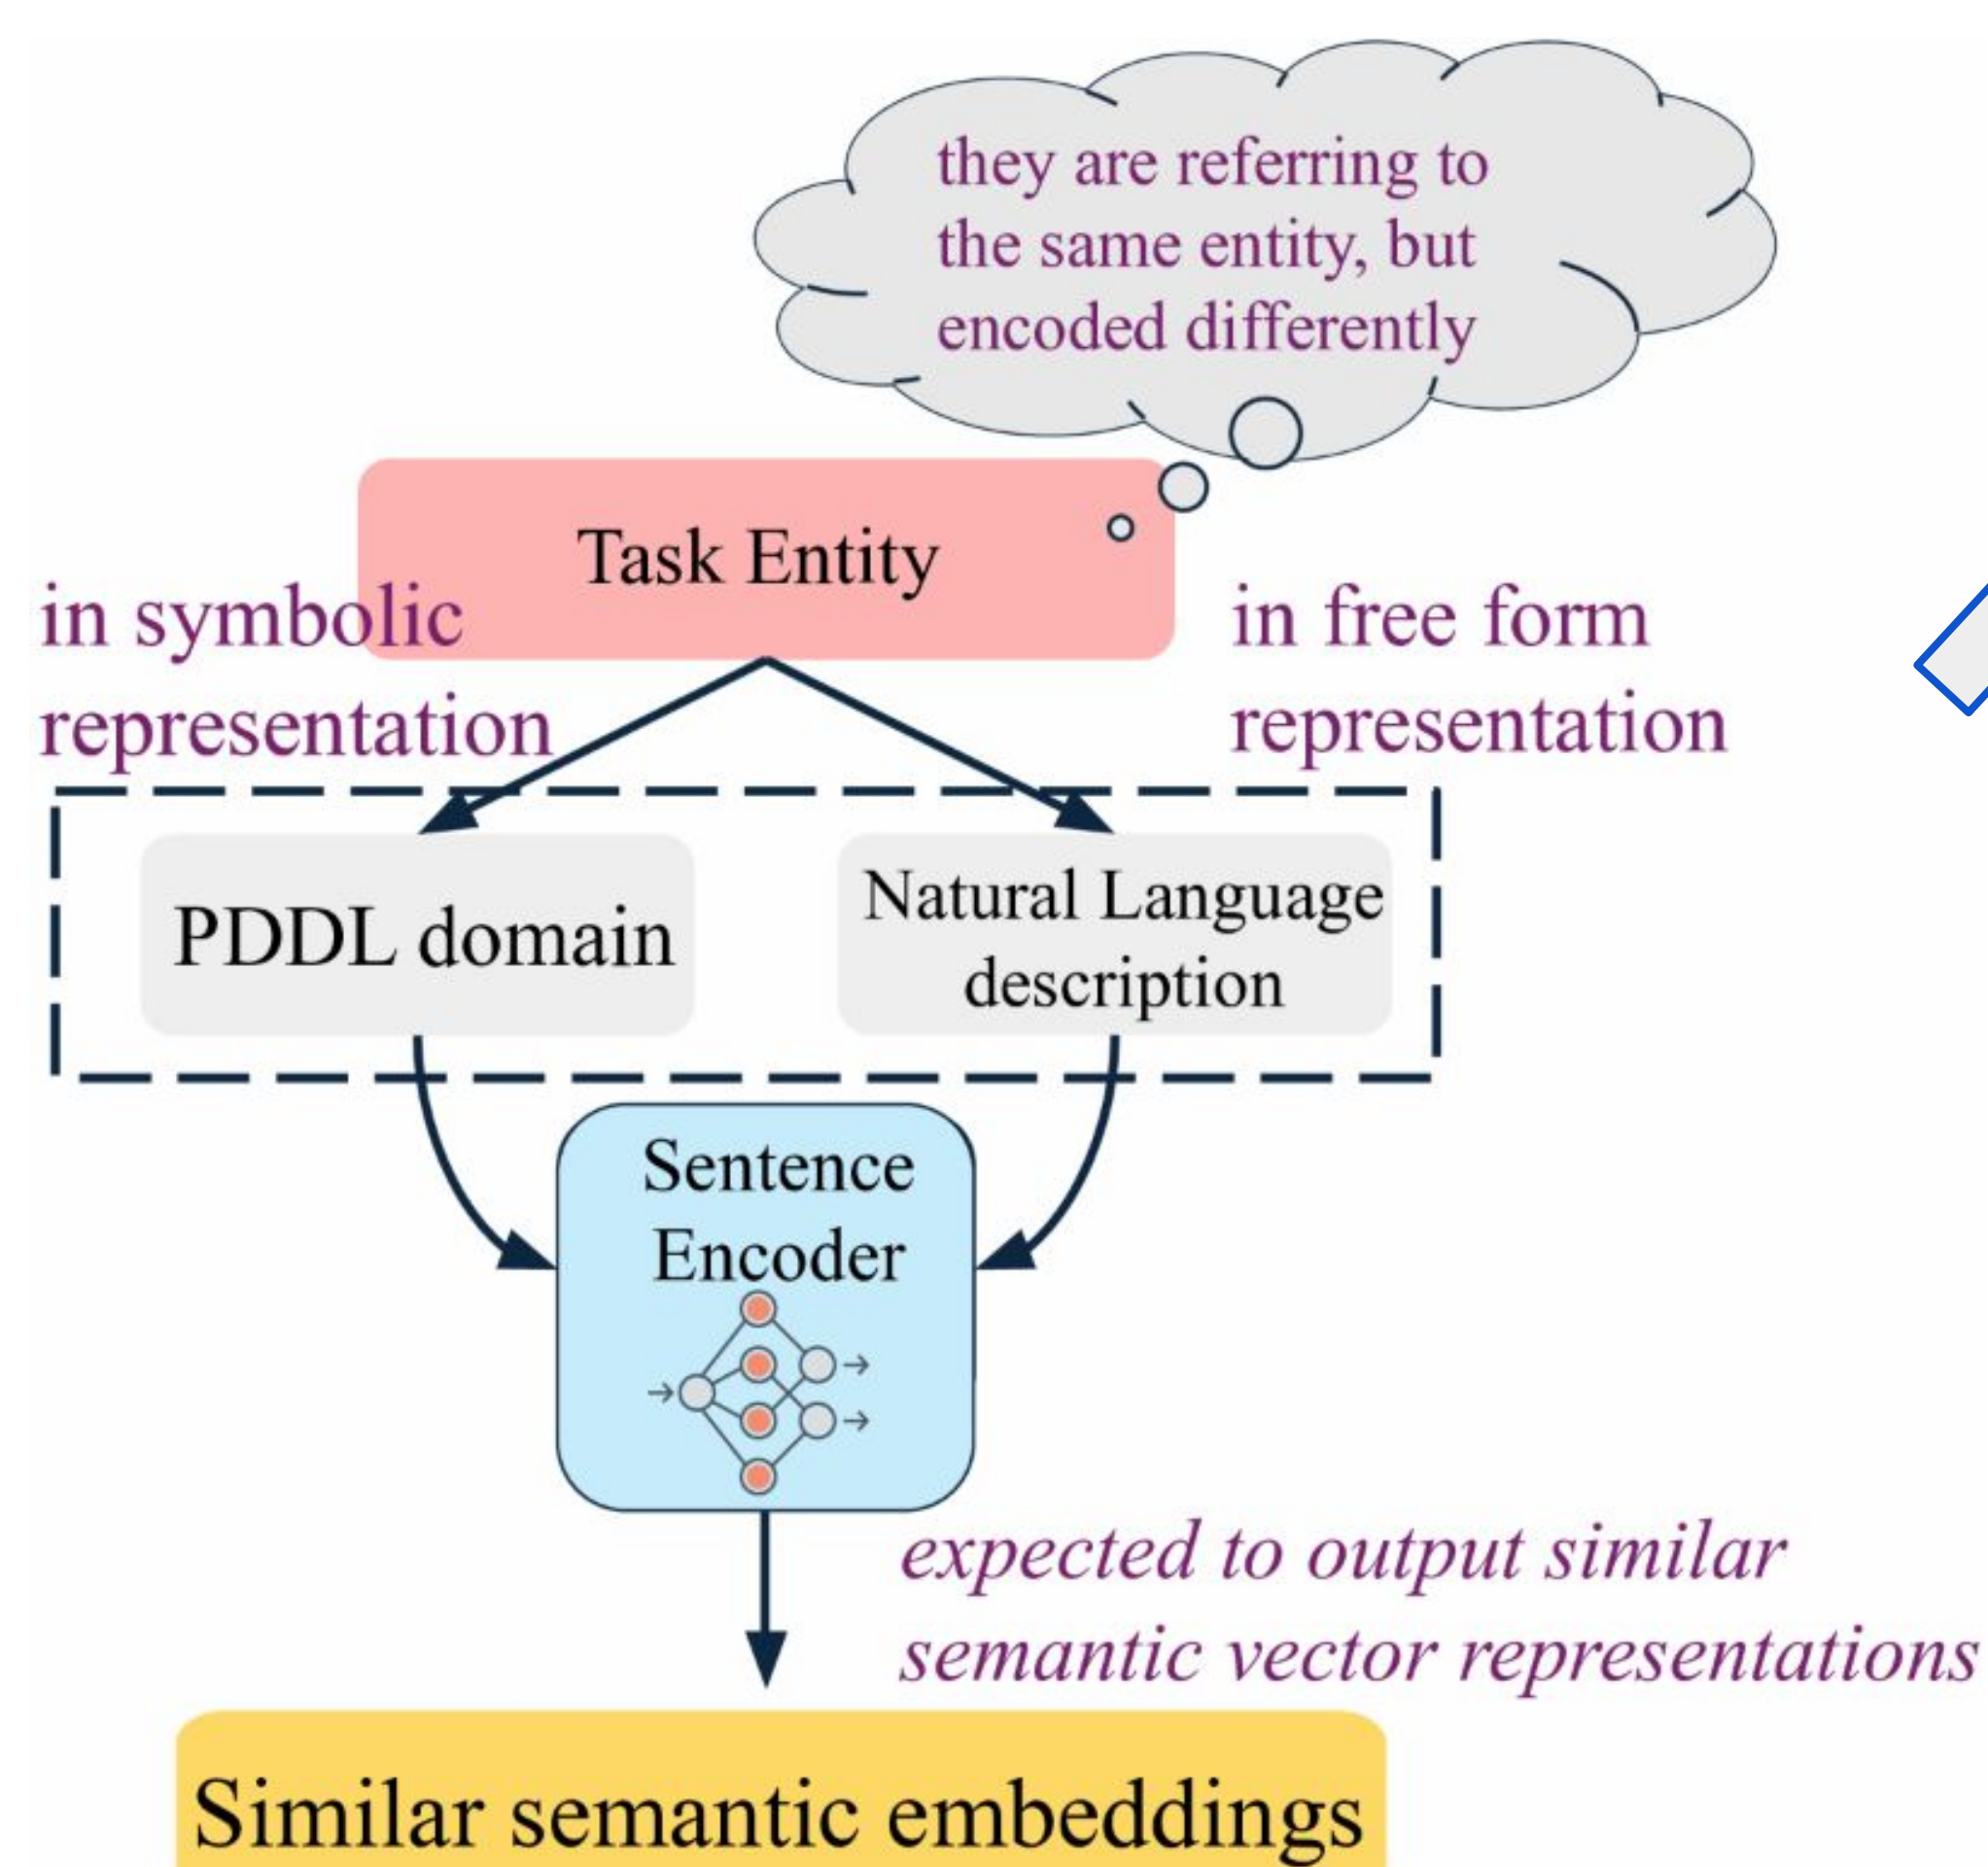 they are referring to
the same entity, but
encoded differently
Task Entity
in symbolic
representation
in free form
representation
PDDL domain
Natural Language
description
Sentence
Encoder
expected to output similar
semantic vector representations
Similar semantic embeddings